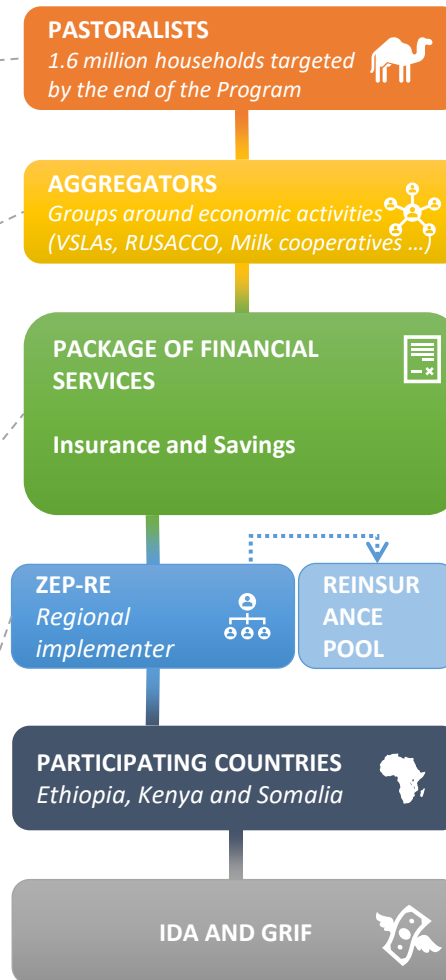 PASTORALISTS
1.6 million households targeted
by the end of the Program
AGGREGATORS
Groups around economic activities
(VSLAs, RUSACCO, Milk cooperatives ...)
PACKAGE OF FINANCIAL
SERVICES
Insurance and Savings
ZEP-RE
Regional
implementer
REINSUR
ANCE
POOL
PARTICIPATING COUNTRIES
Ethiopia, Kenya and Somalia
IDA AND GRIF